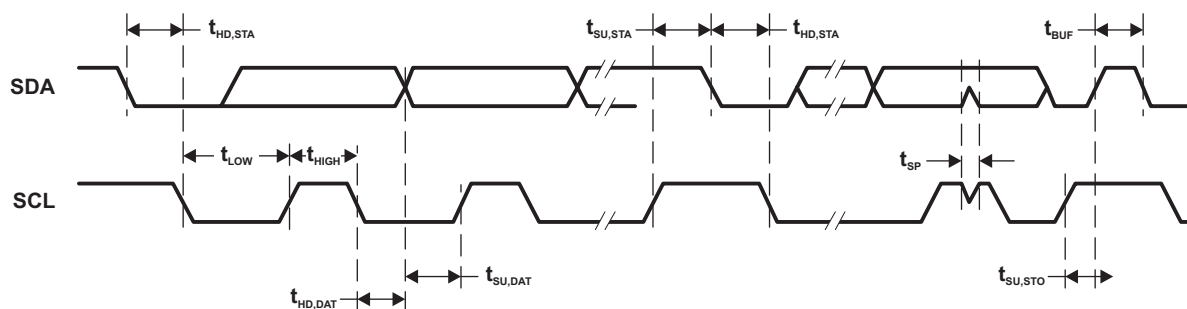 tHD,STA
tSU,STA
tHD,STA
tBUF
SDA
tLOW
tHIGH
tSP
SCL
tSU,DAT
tSU,STO
tHD,DAT